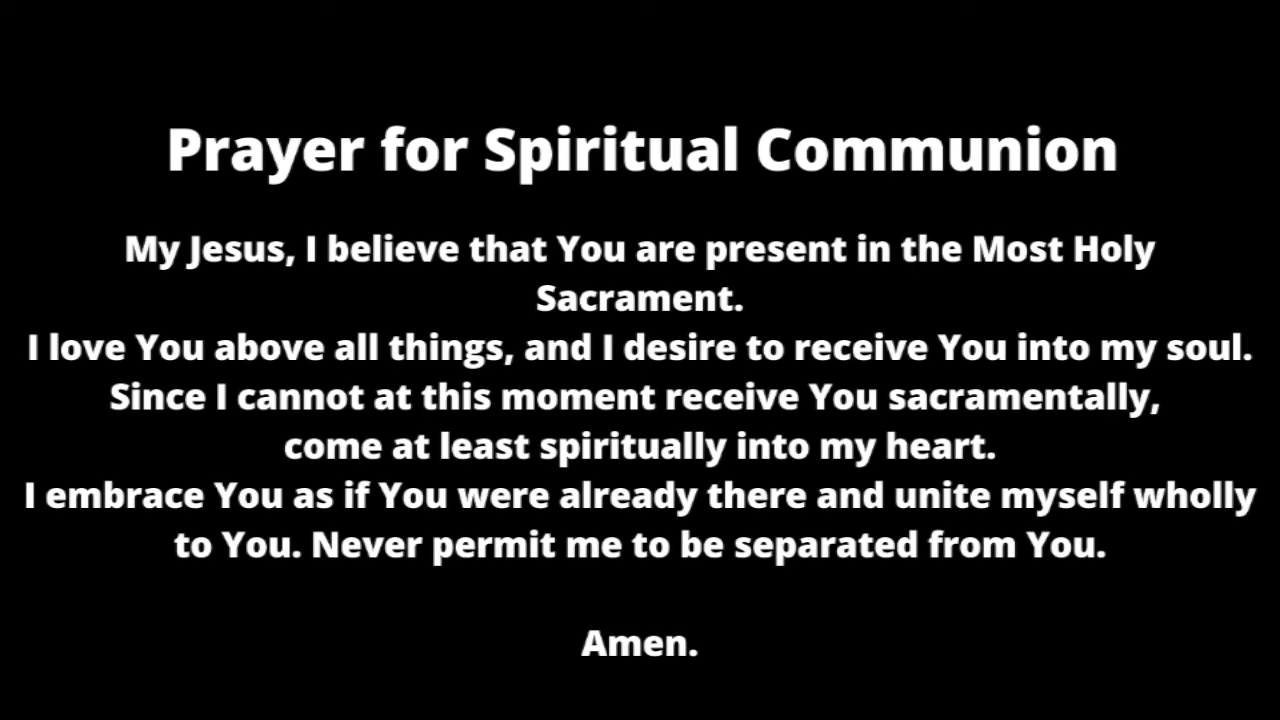 Prayer for Spiritual Communion
My Jesus, I believe that You are present in the Most Holy
Sacrament.
I love You above all things, and I desire to receive You into my soul.
Since I cannot at this moment receive You sacramentally,
come at least spiritually into my heart.
I embrace You as if You were already there and unite myself wholly
to You. Never permit me to be separated from You.
Amen.